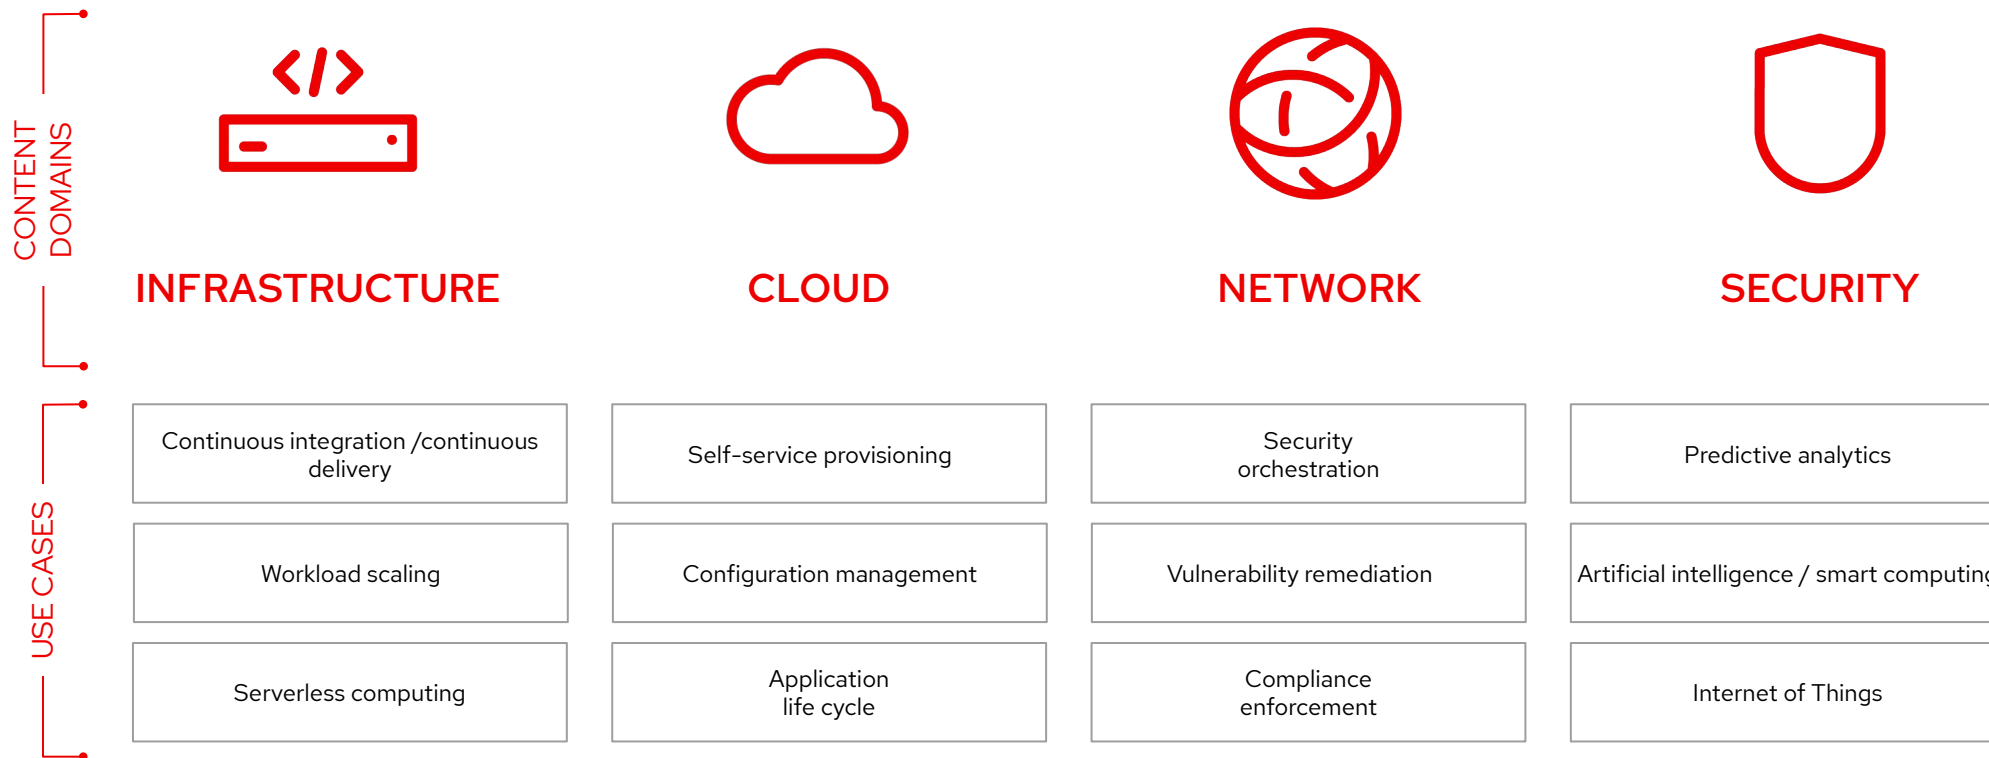 CONTENT
DOMAINS
INFRASTRUCTURE
CLOUD
NETWORK
SECURITY
USE CASES
Continuous integration /continuous
delivery
Self-service provisioning
Security
orchestration
Predictive analytics
Workload scaling
Configuration management
Vulnerability remediation
Artificial intelligence / smart computing
Serverless computing
Application
life cycle
Compliance
enforcement
Internet of Things